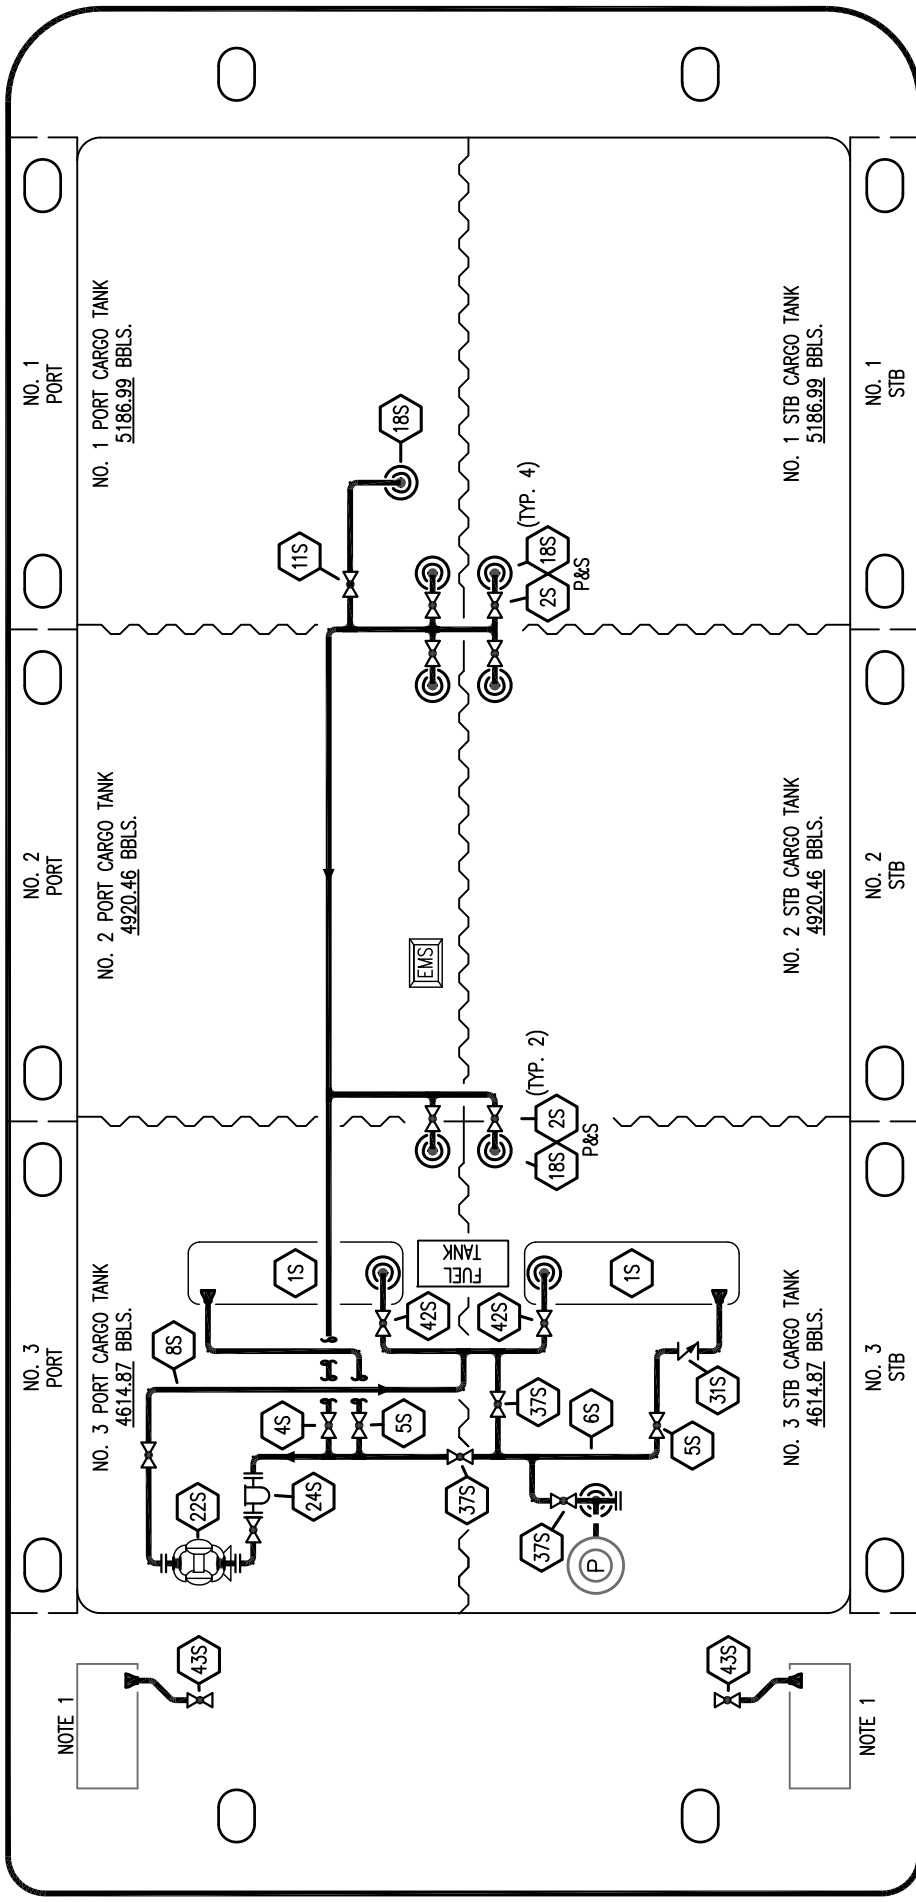 NO. 3
PORT
NO. 2
PORT
NO. 1
PORT
NOTE 1
NO. 3 PORT CARGO TANK
4614.87 BBLS.
NO. 2 PORT CARGO TANK
4920.46 BBLS.
NO. 1 PORT CARGO TANK
5186.99 BBLS.
43S
22S
8S
24S
4S
5S
1S
11S
18S
EMS
42S
FUEL
TANK
42S
37S
37S
37S
P
6S
1S
5S
31S
18S
2S
(TYP. 2)
P&S
2S
18S
(TYP. 4)
P&S
43S
NO. 3 STB CARGO TANK
4614.87 BBLS.
NO. 2 STB CARGO TANK
4920.46 BBLS.
NO. 1 STB CARGO TANK
5186.99 BBLS.
NOTE 1
NO. 3
STB
NO. 2
STB
NO. 1
STB